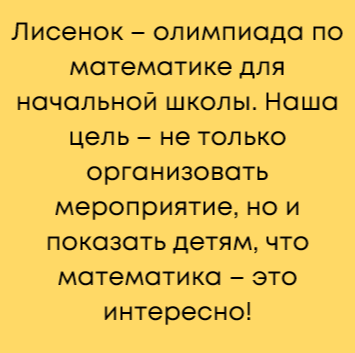 Лисенок – олимпиада по
математике для
начальной школы. Наша
цель – не только
организовать
мероприятие, но и
показать детям, что
математика – это
интересно!